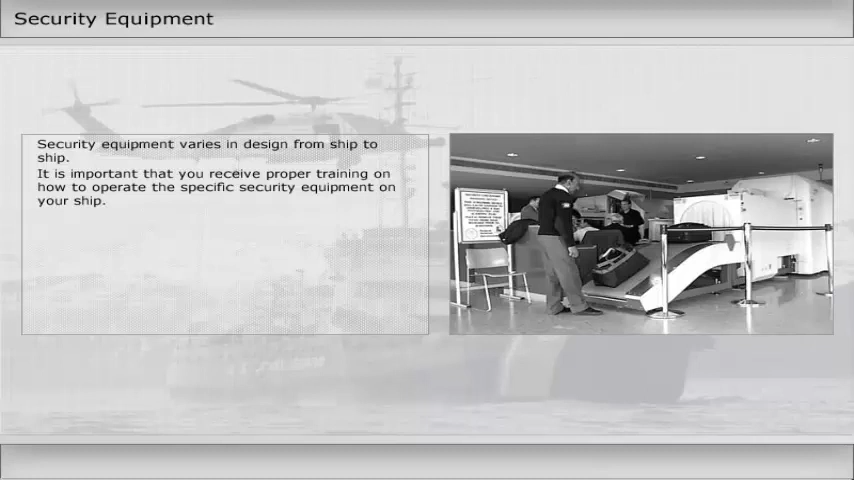 Security Equipment
Security equipment varies in design from ship to
ship.
It is important that you receive proper training on
how to operate the specific security equipment on
your ship.